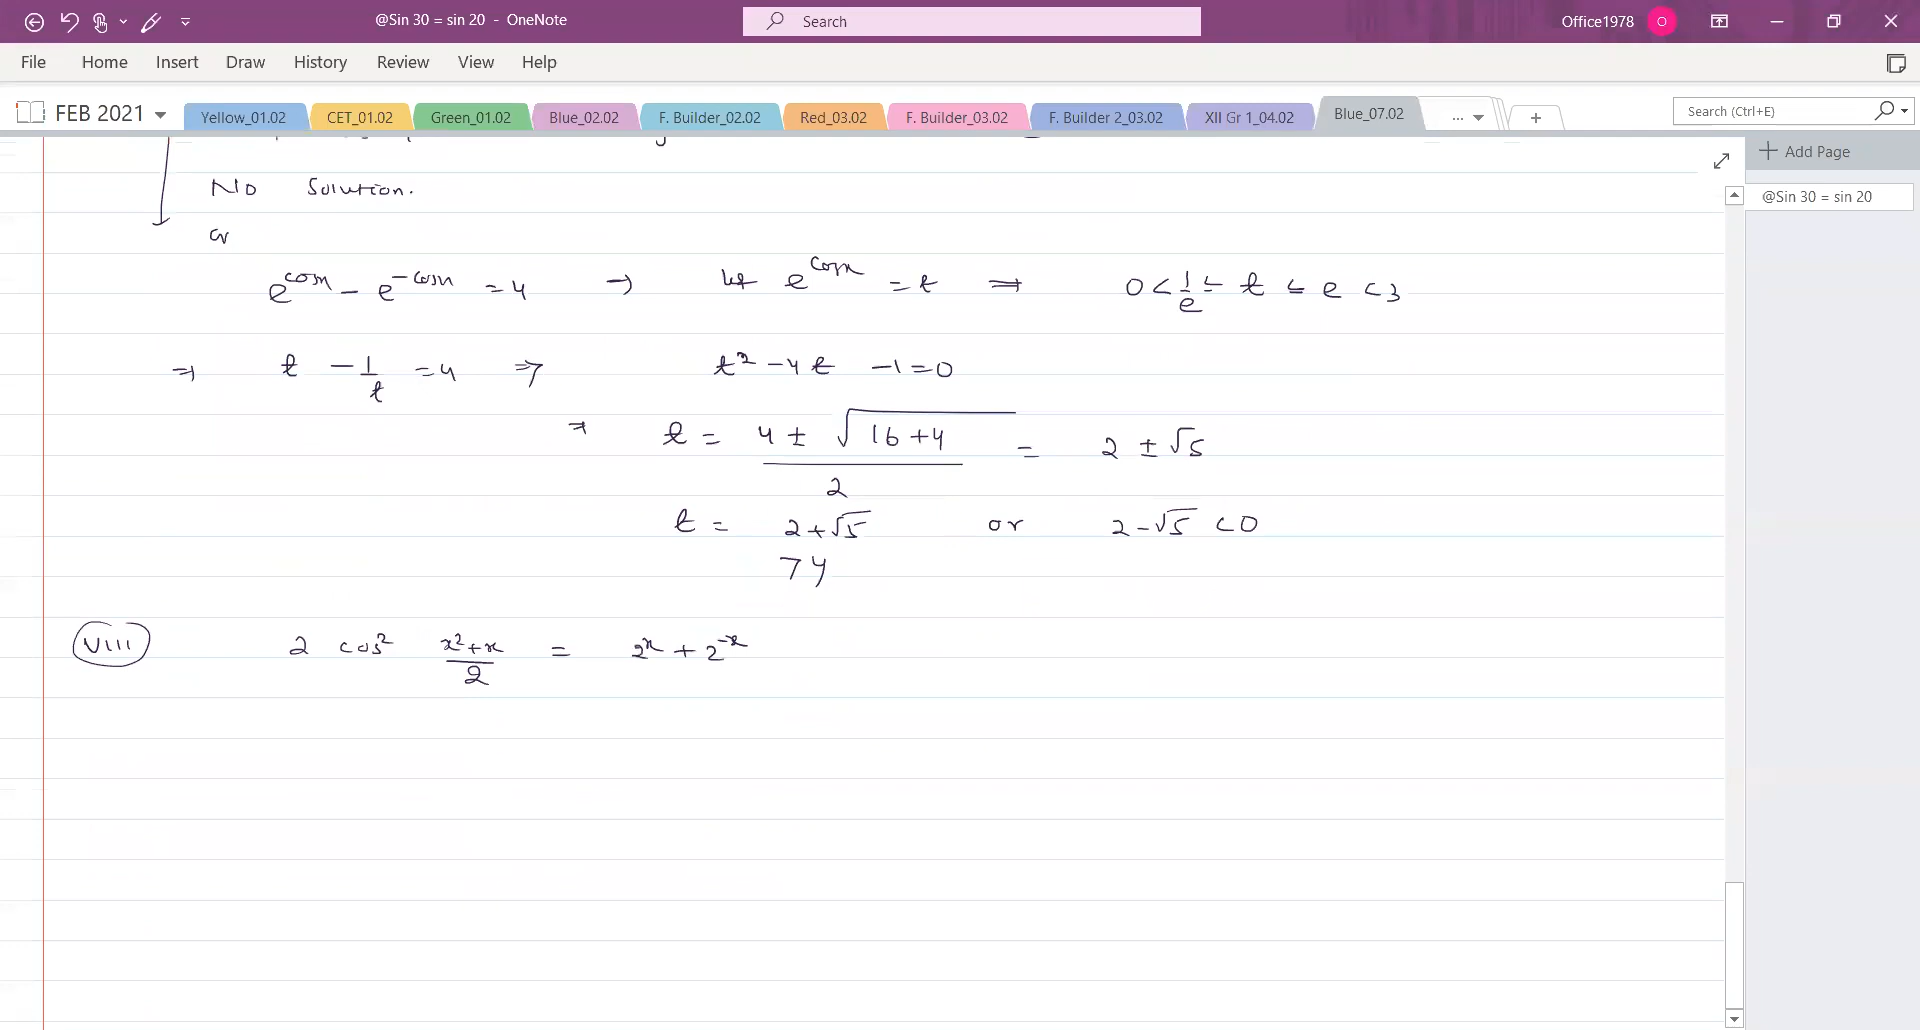 @Sin 30 = sin 20 - OneNote
Search
Office1978
O
File Home Insert Draw History Review View Help
FEB 2021
Yellow_01.02 CET_01.02 Green_01.02 Blue_02.02 F. Builder_02.02 Red_03.02 F. Builder_03.02 F. Builder 2_03.02 XII Gr 1_04.02 Blue_07.02 ... +
Search (Ctrl+E)
+ Add Page
@Sin 30 = sin 20
No Solution.
or
e^{cosx} - e^{-cosx} = 4 → let e^{cosx} = t ⇒ 0 < 1/e ≤ t ≤ e < 3
⇒ t - 1/t = 4 ⇒ t² - 4t - 1 = 0
⇒ t = (4 ± √(16 + 4))/2 = 2 ± √5
t = 2 + √5 or 2 - √5 < 0
> 4
(VIII) 2 cos² (x² + x)/2 = 2^x + 2^{-x}